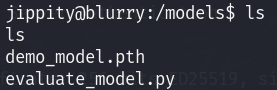 jippity@blurry:/models$ ls
ls
demo_model.pth
evaluate_model.py